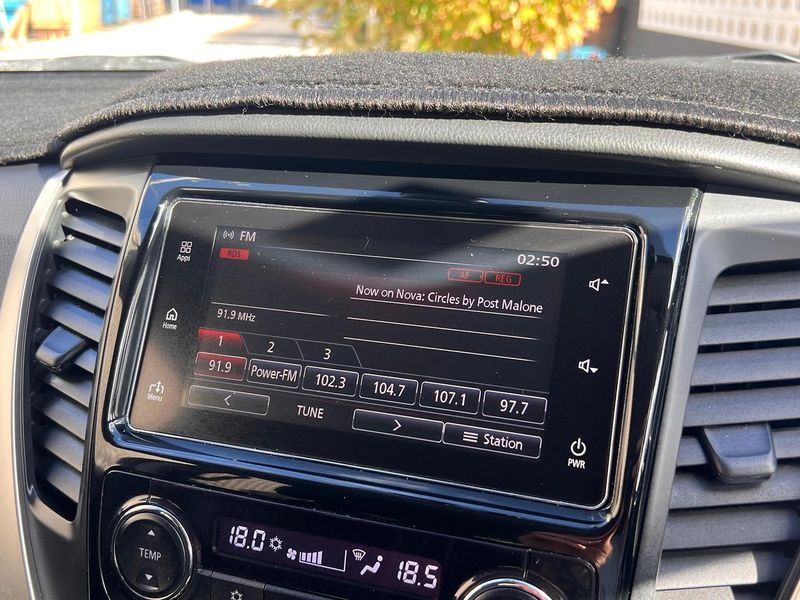 FM
02:50
Apps
RDS
AF
REG
Now on Nova: Circles by Post Malone
Home
91.9 MHz
1 2 3
91.9 Power-FM 102.3 104.7 107.1 97.7
Menu
< TUNE > Station
PWR
TEMP
18.0 18.5